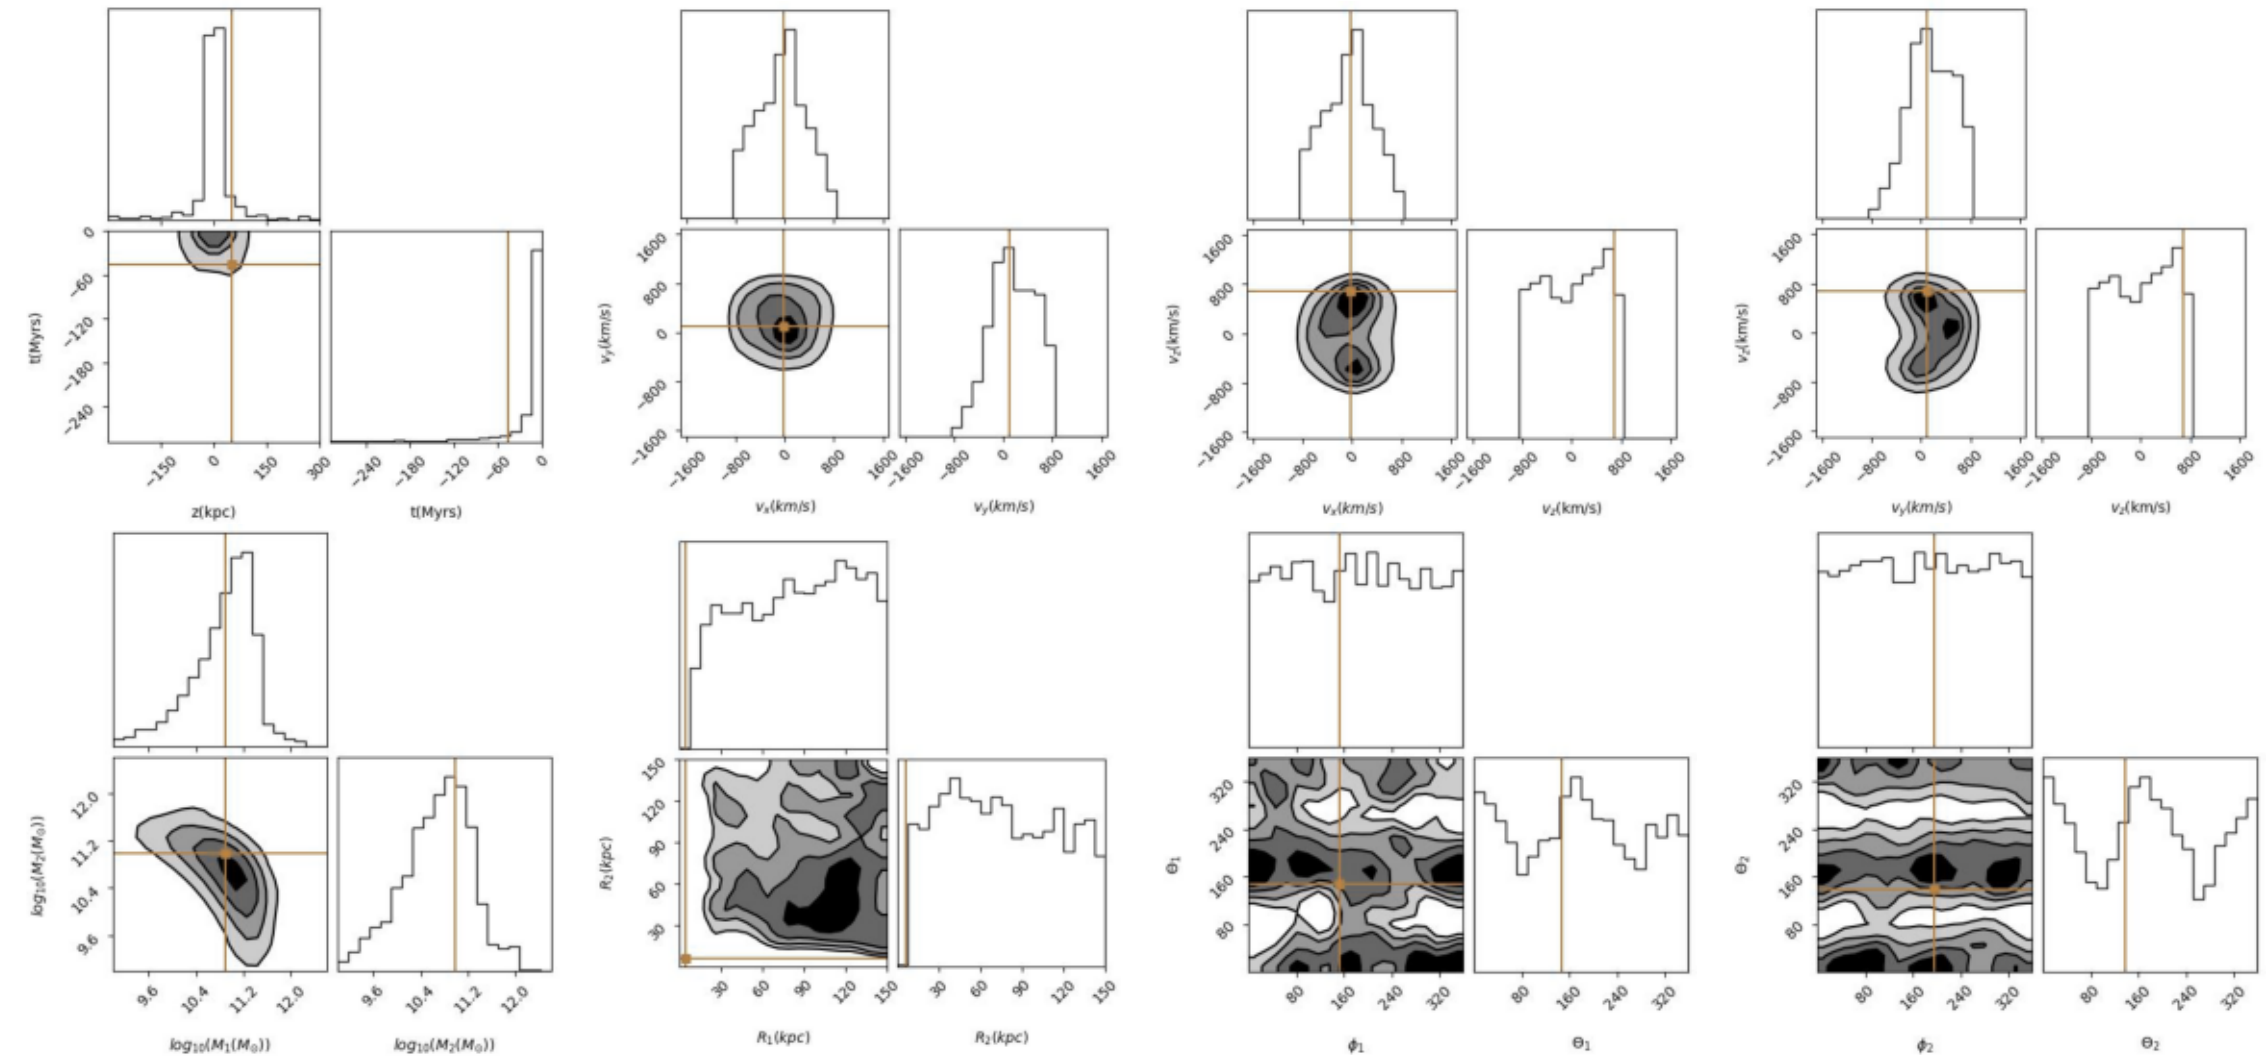 0
−60
−120
−180
−240
t(Myrs)
−150 0 150 300
z(kpc)
−240 −180 −120 −60 0
t(Myrs)
1600
800
0
−800
−1600
v_y(km/s)
−1600 −800 0 800 1600
v_x(km/s)
−1600 −800 0 800 1600
v_y(km/s)
1600
800
0
−800
−1600
v_z(km/s)
−1600 −800 0 800 1600
v_x(km/s)
−1600 −800 0 800 1600
v_z(km/s)
1600
800
0
−800
−1600
v_z(km/s)
−1600 −800 0 800 1600
v_y(km/s)
−1600 −800 0 800 1600
v_z(km/s)
12.0
11.2
10.4
9.6
log₁₀(M₂(M☉))
9.6 10.4 11.2 12.0
log₁₀(M₁(M☉))
9.6 10.4 11.2 12.0
log₁₀(M₂(M☉))
150
120
90
60
30
R₂(kpc)
30 60 90 120 150
R₁(kpc)
30 60 90 120 150
R₂(kpc)
320
240
160
80
Θ₁
80 160 240 320
ϕ₁
80 160 240 320
Θ₁
320
240
160
80
Θ₂
80 160 240 320
ϕ₂
80 160 240 320
Θ₂